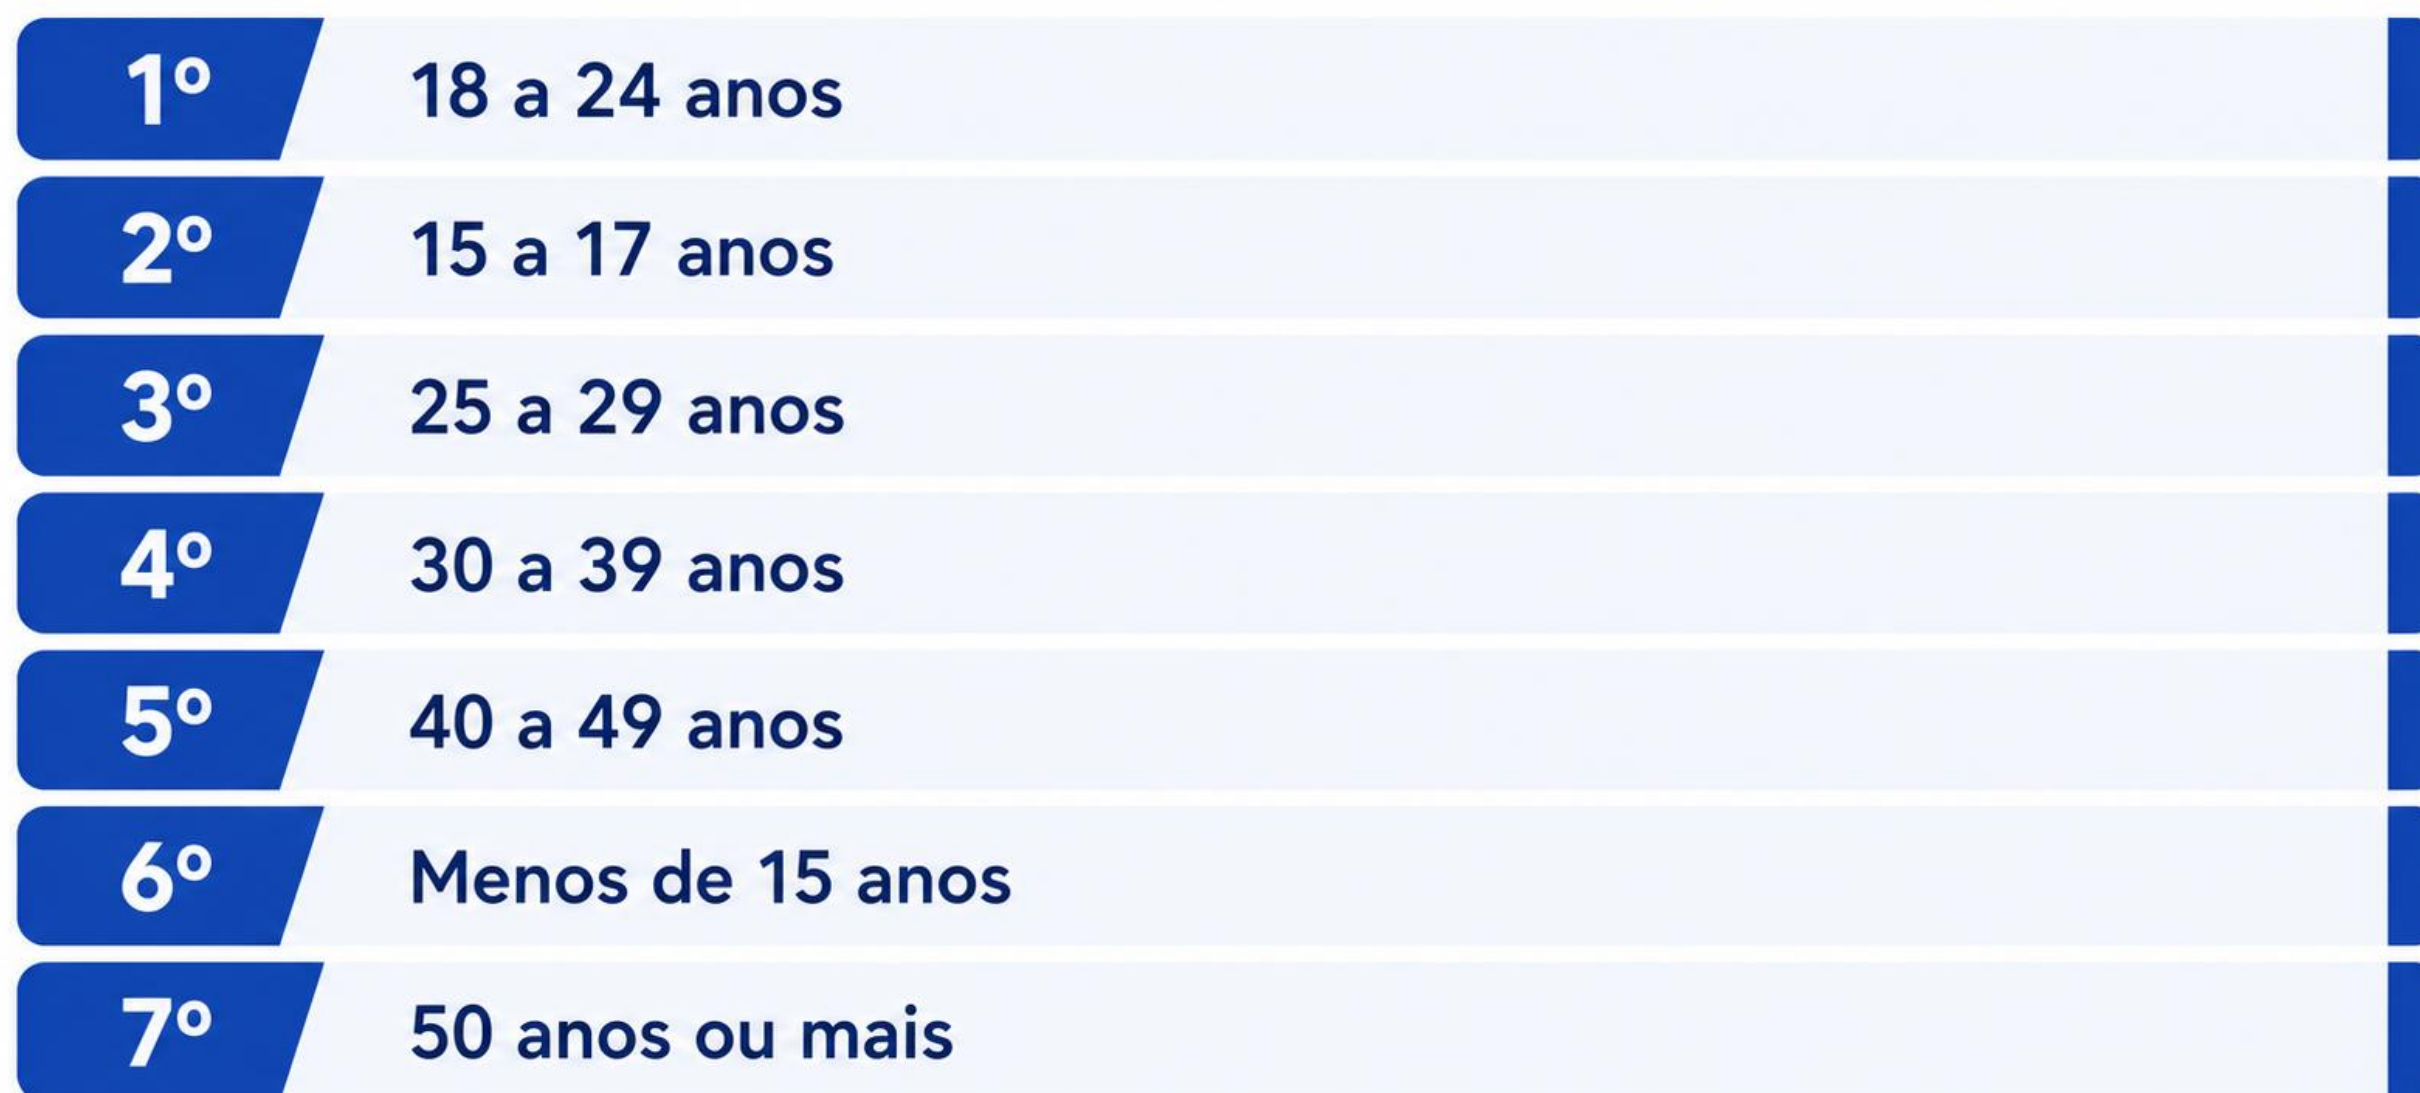 1º 18 a 24 anos
2º 15 a 17 anos
3º 25 a 29 anos
4º 30 a 39 anos
5º 40 a 49 anos
6º Menos de 15 anos
7º 50 anos ou mais